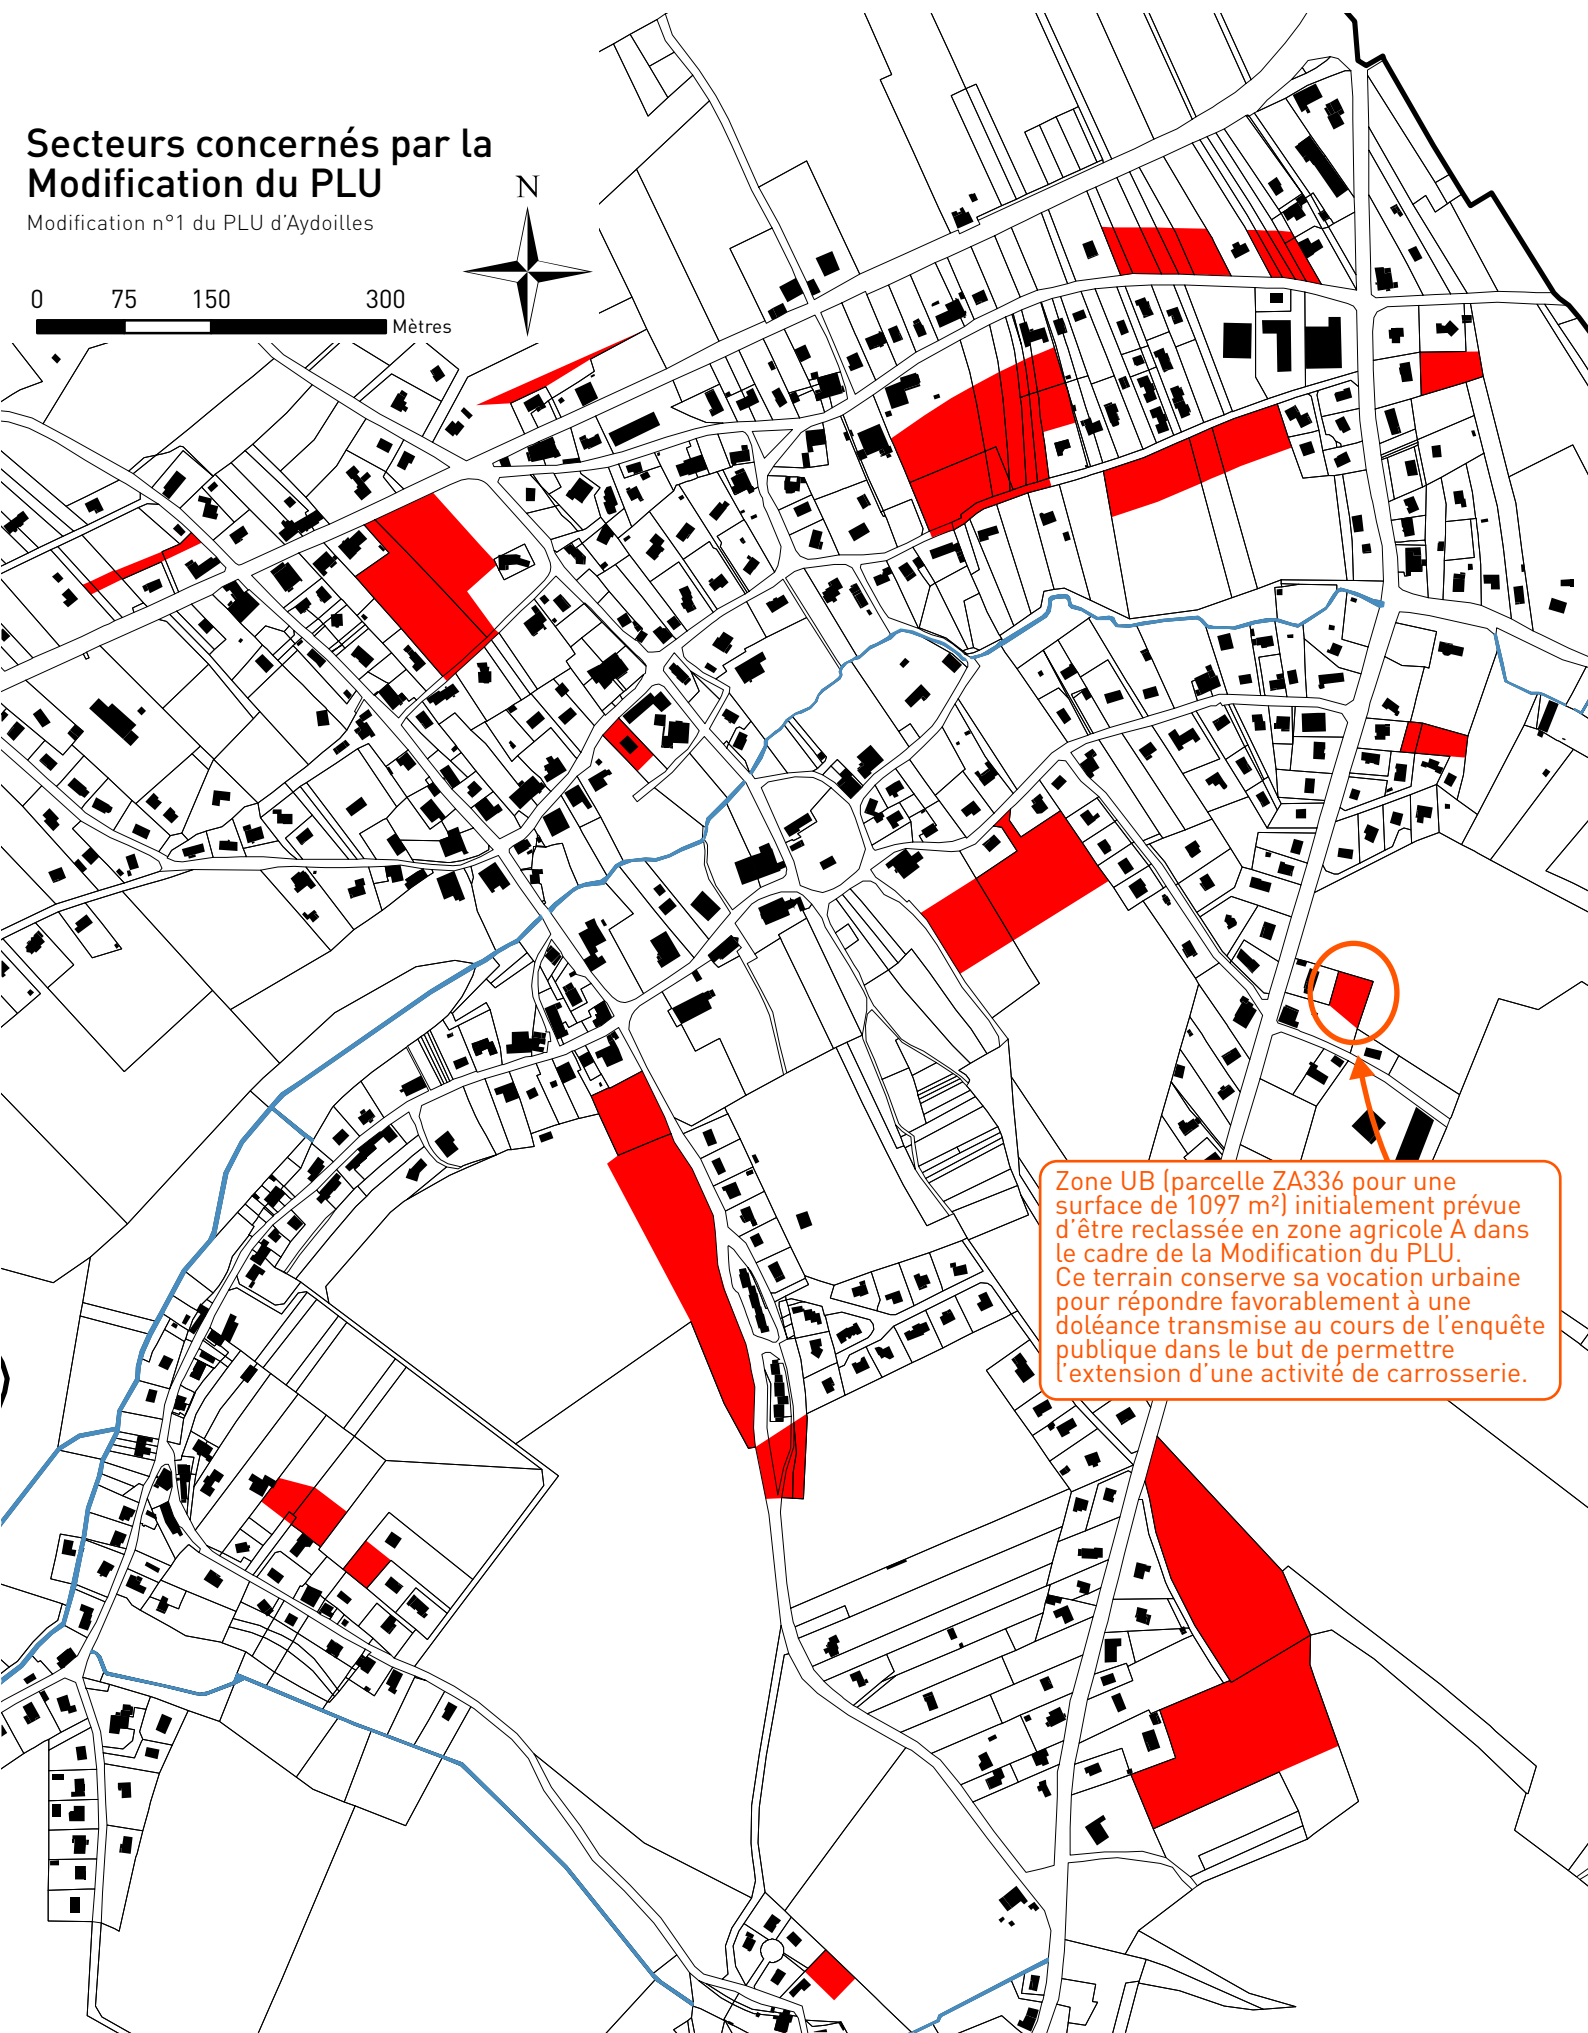 Secteurs concernés par la
Modification du PLU
Modification n°1 du PLU d'Aydoilles
N
0 75 150 300
Mètres
Zone UB (parcelle ZA336 pour une
surface de 1097 m²) initialement prévue
d'être reclassée en zone agricole A dans
le cadre de la Modification du PLU.
Ce terrain conserve sa vocation urbaine
pour répondre favorablement à une
doléance transmise au cours de l'enquête
publique dans le but de permettre
l'extension d'une activité de carrosserie.